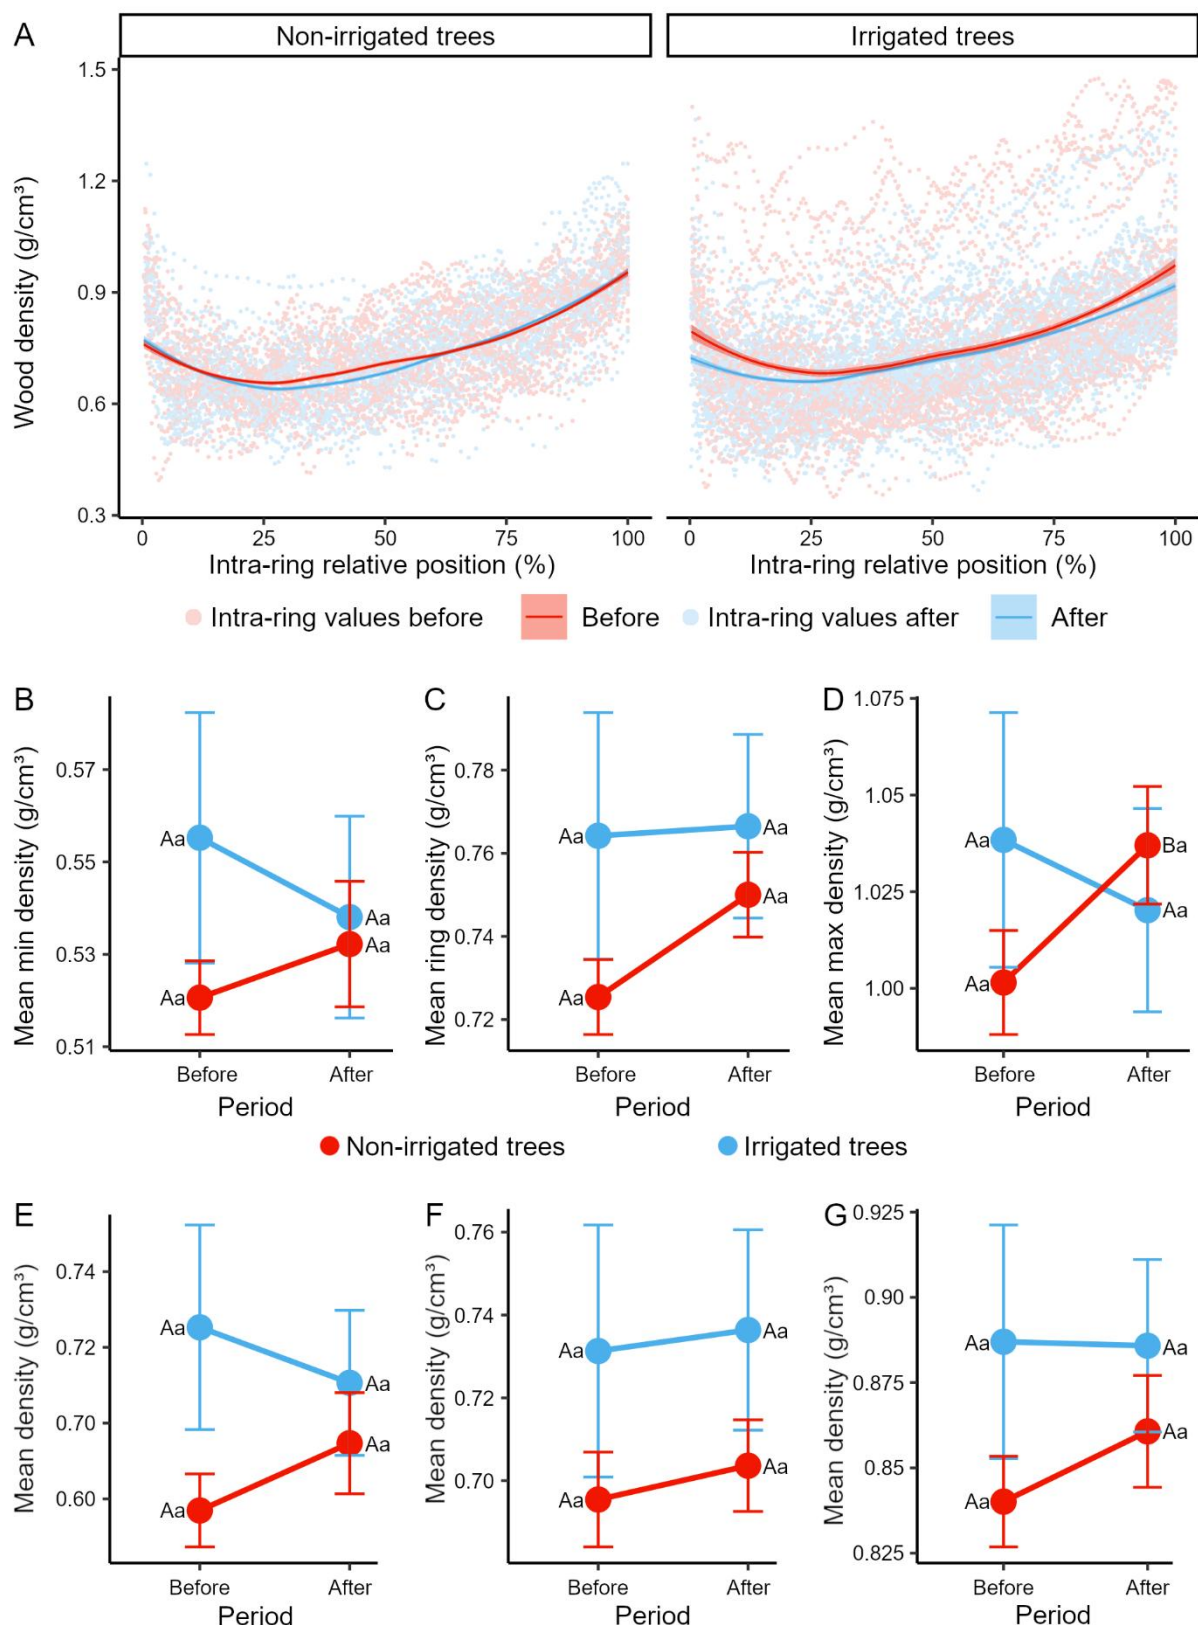 A
Non-irrigated trees
Irrigated trees
Wood density (g/cm³)
1.5
1.2
0.9
0.6
0.3
0 25 50 75 100
0 25 50 75 100
Intra-ring relative position (%)
Intra-ring relative position (%)
Intra-ring values before Before Intra-ring values after After
B
Mean min density (g/cm³)
0.57
0.55
0.53
0.51
Aa
Aa
Aa
Aa
Before After
Period
C
Mean ring density (g/cm³)
0.78
0.76
0.74
0.72
Aa
Aa
Aa
Aa
Before After
Period
D
Mean max density (g/cm³)
1.075
1.05
1.025
1.00
Aa
Ba
Aa
Aa
Before After
Period
Non-irrigated trees Irrigated trees
E
Mean density (g/cm³)
0.74
0.72
0.70
0.60
Aa
Aa
Aa
Aa
Before After
Period
F
Mean density (g/cm³)
0.76
0.74
0.72
0.70
Aa
Aa
Aa
Aa
Before After
Period
G
Mean density (g/cm³)
0.925
0.90
0.875
0.85
0.825
Aa
Aa
Aa
Aa
Before After
Period